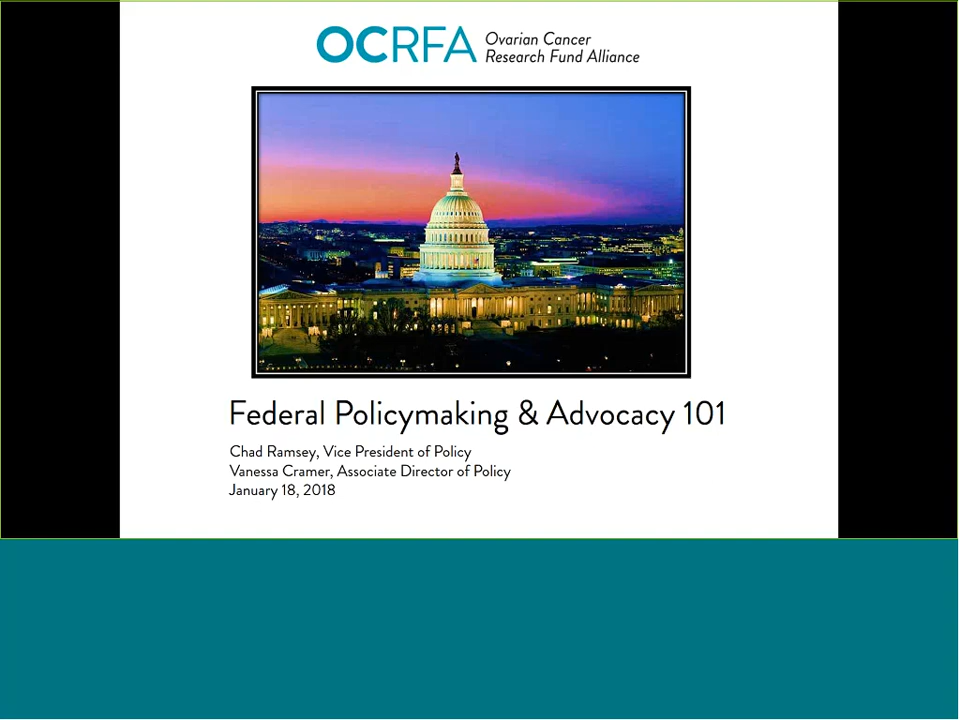 OCRFA
Ovarian Cancer
Research Fund Alliance
Federal Policymaking & Advocacy 101
Chad Ramsey, Vice President of Policy
Vanessa Cramer, Associate Director of Policy
January 18, 2018